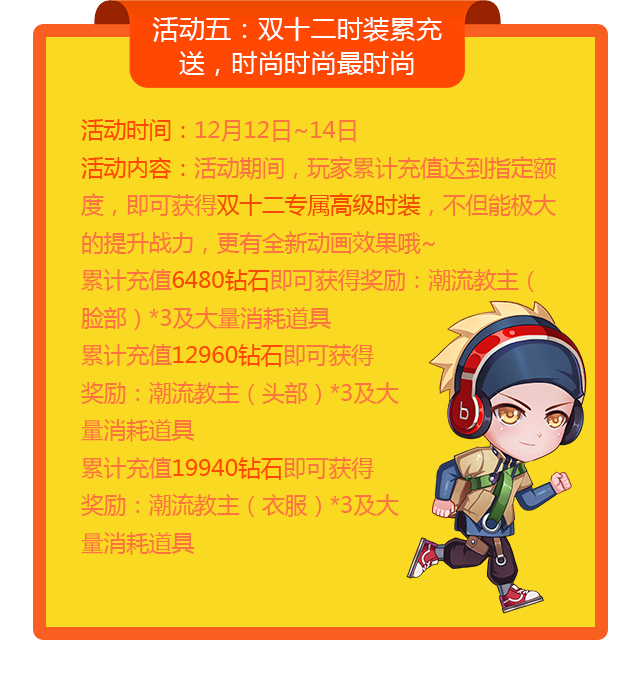 活动五：双十二时装累充
送，时尚时尚最时尚
活动时间：12月12日~14日
活动内容：活动期间，玩家累计充值达到指定额
度，即可获得双十二专属高级时装，不但能极大
的提升战力，更有全新动画效果哦~
累计充值6480钻石即可获得奖励：潮流教主（
脸部）*3及大量消耗道具
累计充值12960钻石即可获得
奖励：潮流教主（头部）*3及大
量消耗道具
累计充值19940钻石即可获得
奖励：潮流教主（衣服）*3及大
量消耗道具
b